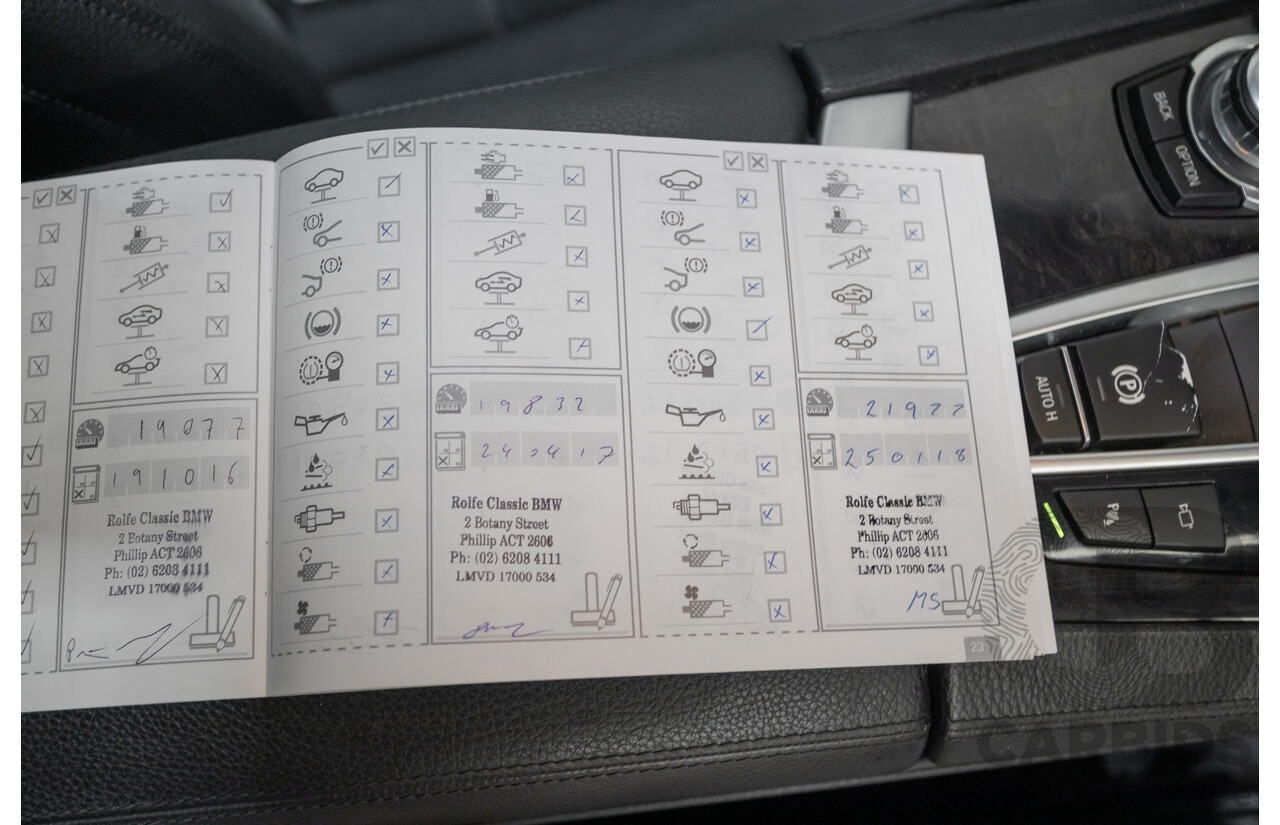 19077
191016
Rolfe Classic BMW
2 Botany Street
Phillip ACT 2606
Ph: (02) 6208 4111
LMVD 17000 534
19832
240417
Rolfe Classic BMW
2 Botany Street
Phillip ACT 2606
Ph: (02) 6208 4111
LMVD 17000 534
21977
250118
Rolfe Classic BMW
2 Botany Street
Phillip ACT 2606
Ph: (02) 6208 4111
LMVD 17000 534
MS
23
BACK
OPTION
AUTO H
(P)
CARBIDS